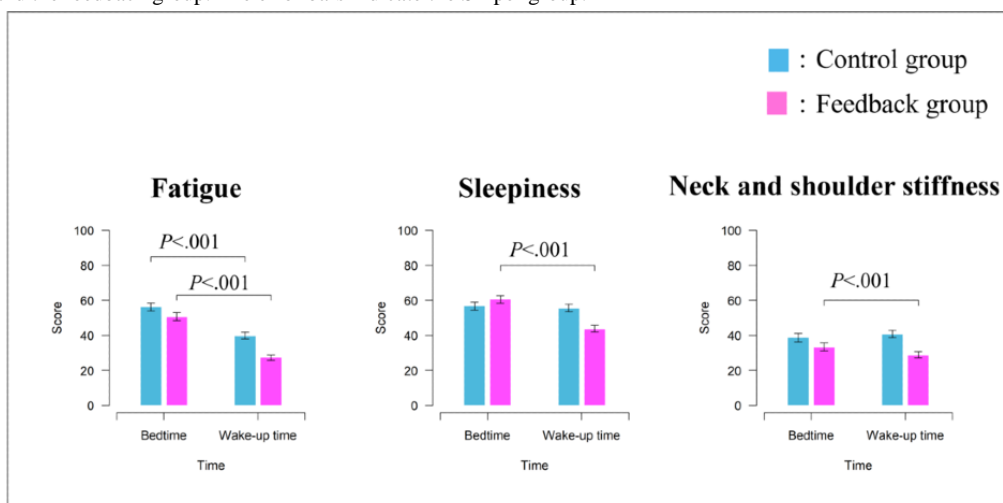 : Control group
: Feedback group
Fatigue
Sleepiness
Neck and shoulder stiffness
100
80
60
40
20
0
Score
P<.001
P<.001
Bedtime
Wake-up time
Time
100
80
60
40
20
0
Score
P<.001
Bedtime
Wake-up time
Time
100
80
60
40
20
0
Score
P<.001
Bedtime
Wake-up time
Time